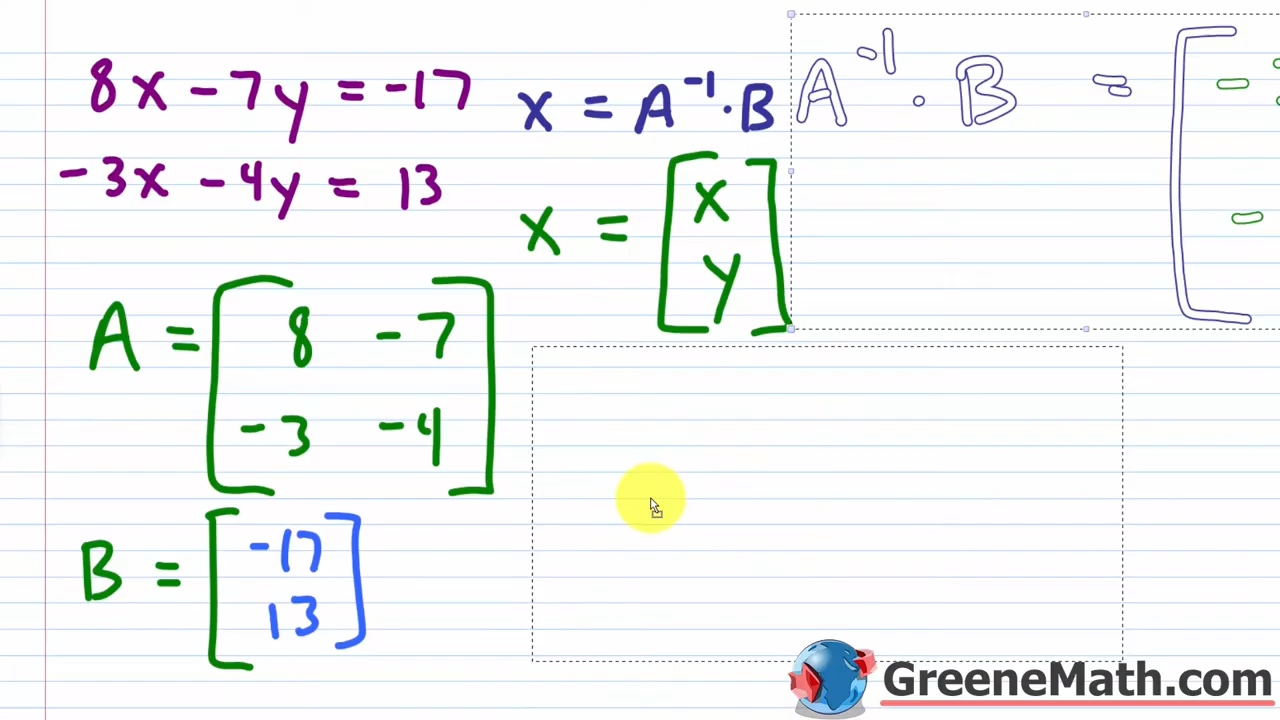 8x - 7y = -17
-3x - 4y = 13
x = A⁻¹ · B
A⁻¹ · B = [ -
-
x = [ x
y ]
A = [ 8 -7
-3 -4 ]
B = [ -17
13 ]
GreeneMath.com